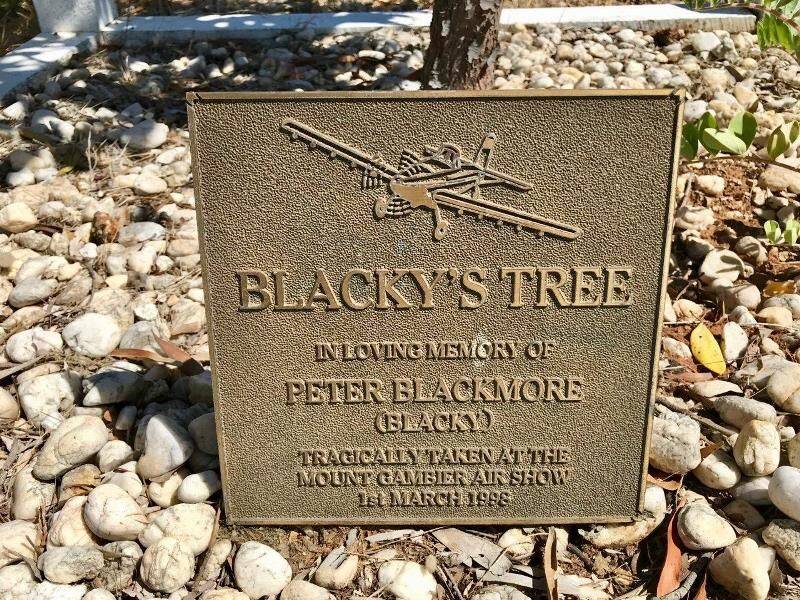 BLACKY'S TREE
IN LOVING MEMORY OF
PETER BLACKMORE
(BLACKY)
TRAGICALLY TAKEN AT THE
MOUNT GAMBIER AIR SHOW
1st MARCH 1998